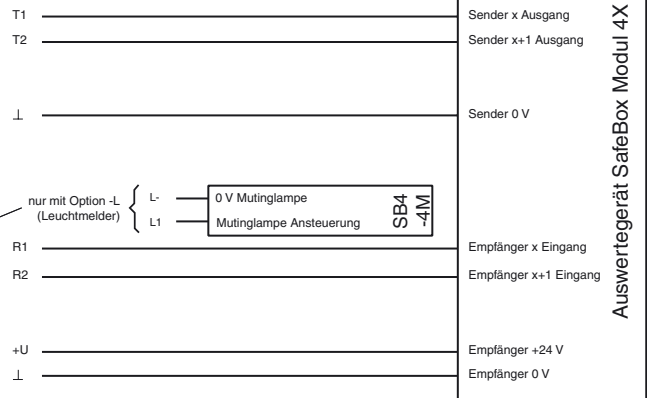 T1 Sender x Ausgang
T2 Sender x+1 Ausgang
⊥ Sender 0 V
nur mit Option -L
(Leuchtmelder)
L- 0 V Mutinglampe
L1 Mutinglampe Ansteuerung
SB4
-4M
R1 Empfänger x Eingang
R2 Empfänger x+1 Eingang
+U Empfänger +24 V
⊥ Empfänger 0 V
Auswertegerät SafeBox Modul 4X